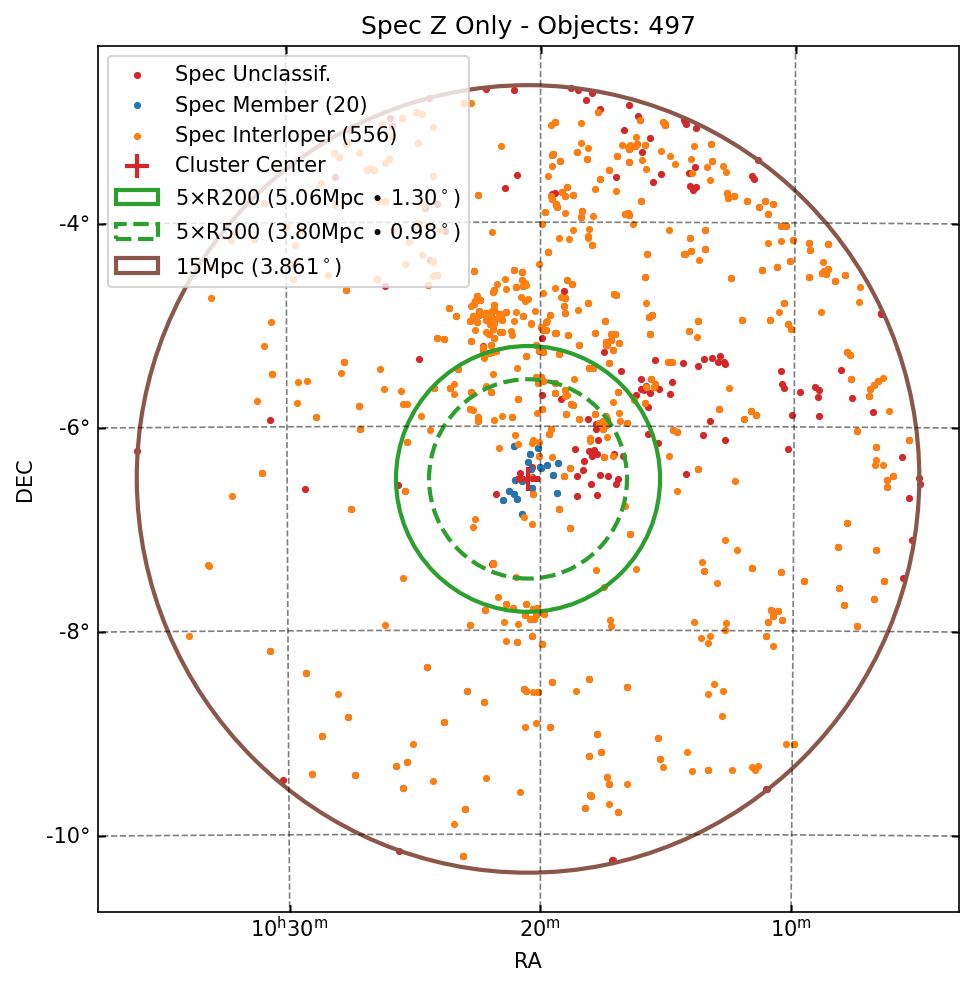 Spec Z Only - Objects: 497
Spec Unclassif.
Spec Member (20)
Spec Interloper (556)
Cluster Center
5×R200 (5.06Mpc • 1.30°)
5×R500 (3.80Mpc • 0.98°)
15Mpc (3.861°)
-4°
-6°
-8°
-10°
DEC
10ʰ30ᵐ 20ᵐ 10ᵐ
RA